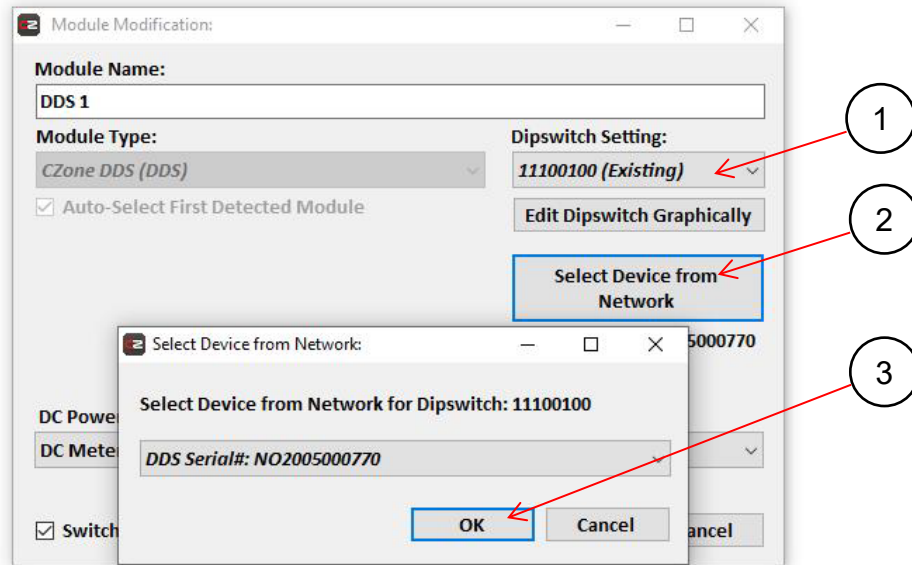 Module Modification:
Module Name:
DDS 1
Module Type:
Dipswitch Setting:
CZone DDS (DDS)
11100100 (Existing)
Auto-Select First Detected Module
Edit Dipswitch Graphically
Select Device from
Network
5000770
Select Device from Network:
Select Device from Network for Dipswitch: 11100100
DC Power
DC Mete
DDS Serial#: NO2005000770
OK
Cancel
Switch
ancel
1
2
3